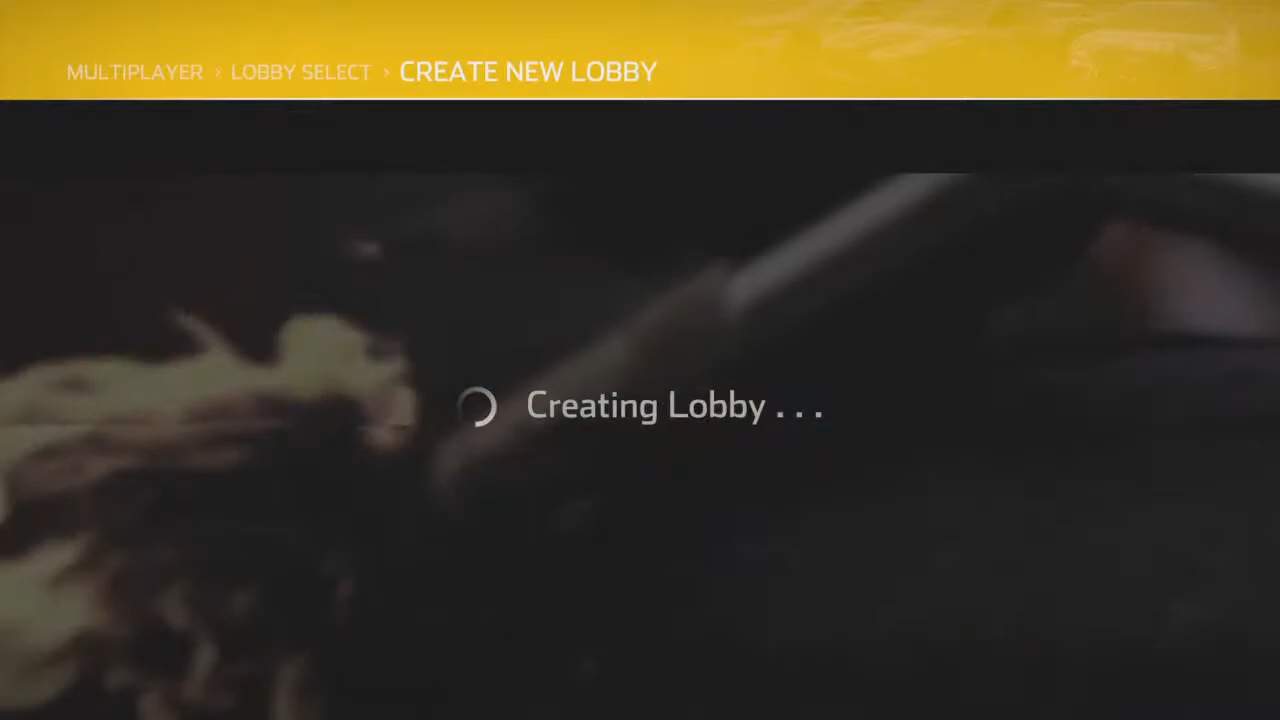 MULTIPLAYER › LOBBY SELECT › CREATE NEW LOBBY
Creating Lobby . . .